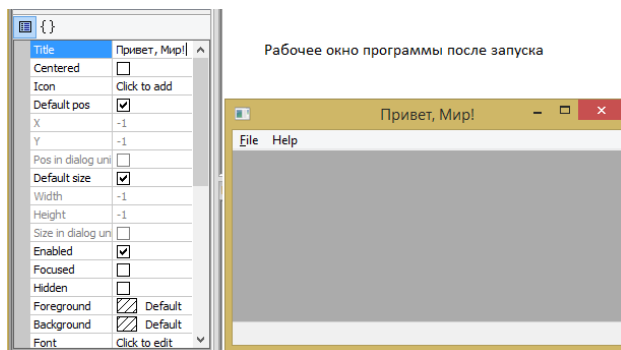 {}
Title Привет, Мир!
Centered
Icon Click to add
Default pos
X -1
Y -1
Pos in dialog uni
Default size
Width -1
Height -1
Size in dialog un
Enabled
Focused
Hidden
Foreground Default
Background Default
Font Click to edit
Рабочее окно программы после запуска
Привет, Мир!
File Help